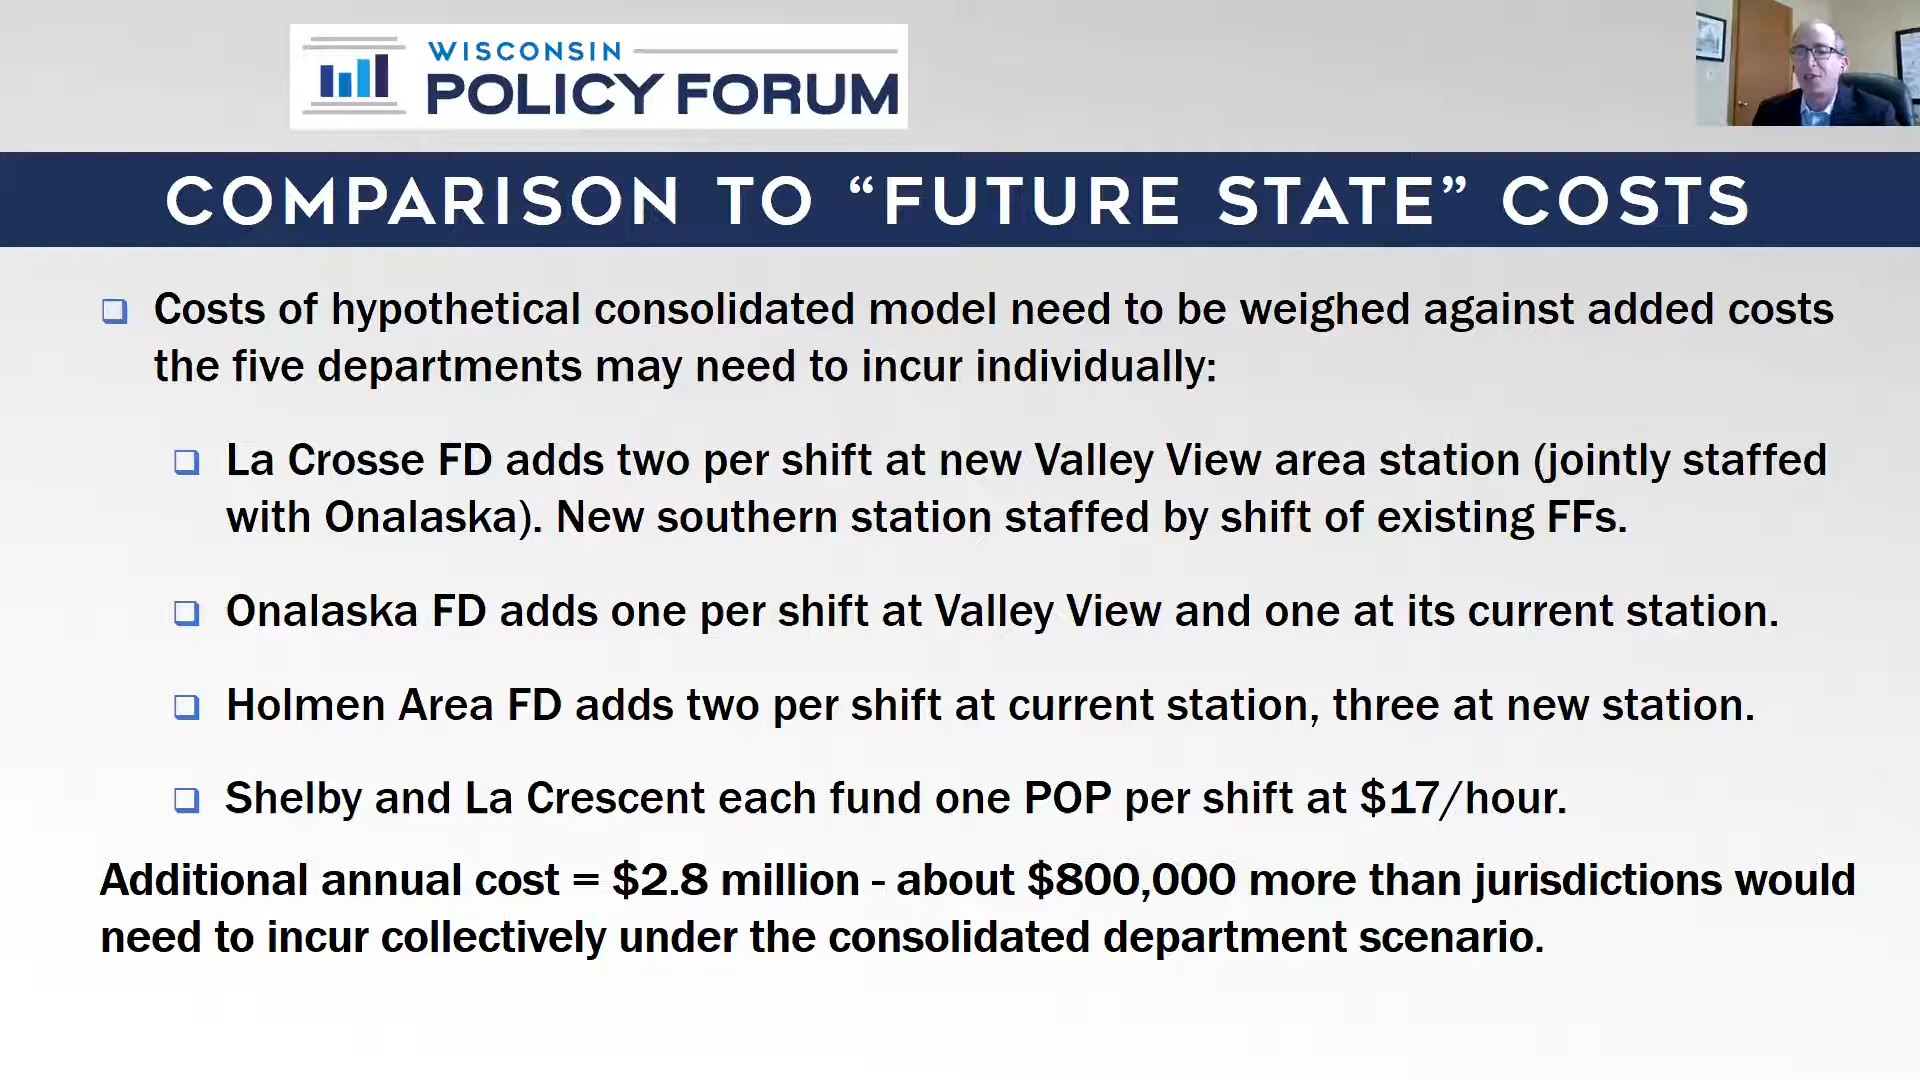 WISCONSIN
POLICY FORUM
COMPARISON TO “FUTURE STATE” COSTS
Costs of hypothetical consolidated model need to be weighed against added costs
the five departments may need to incur individually:
La Crosse FD adds two per shift at new Valley View area station (jointly staffed
with Onalaska). New southern station staffed by shift of existing FFs.
Onalaska FD adds one per shift at Valley View and one at its current station.
Holmen Area FD adds two per shift at current station, three at new station.
Shelby and La Crescent each fund one POP per shift at $17/hour.
Additional annual cost = $2.8 million - about $800,000 more than jurisdictions would
need to incur collectively under the consolidated department scenario.